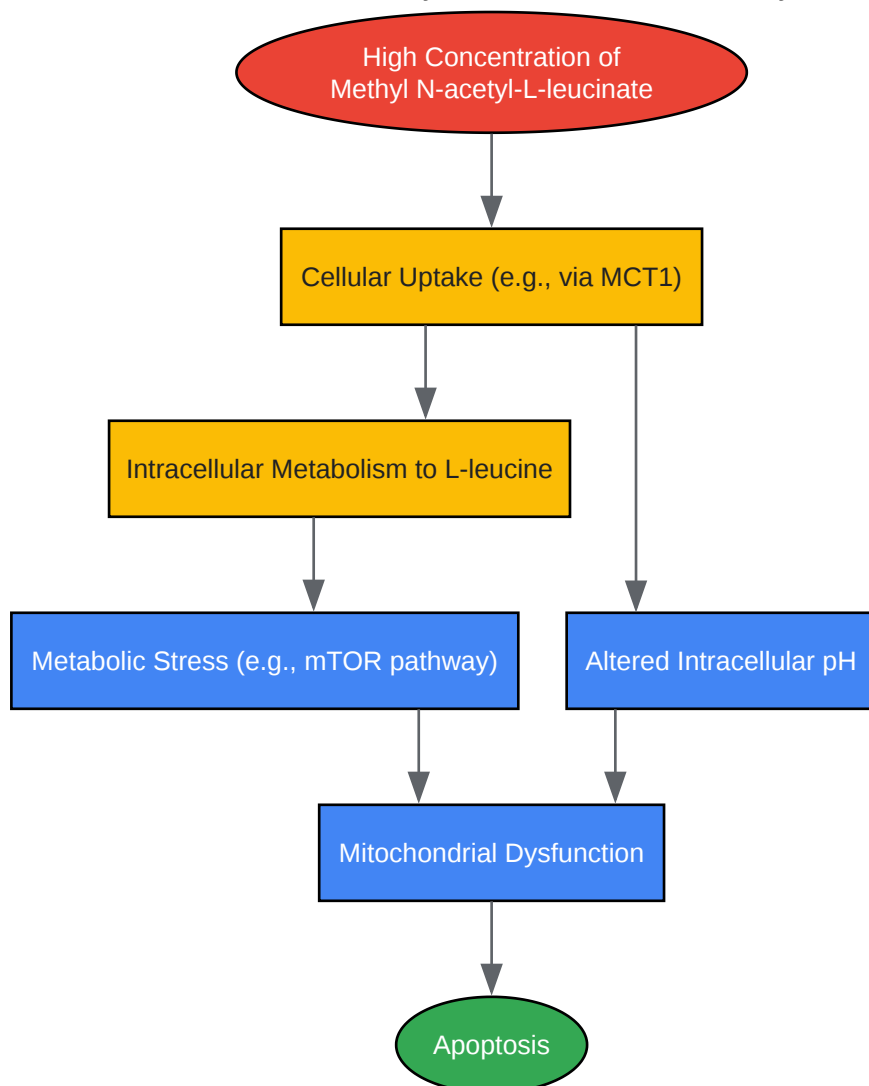 High Concentration of
Methyl N-acetyl-L-leucinate
Cellular Uptake (e.g., via MCT1)
Intracellular Metabolism to L-leucine
Metabolic Stress (e.g., mTOR pathway)
Altered Intracellular pH
Mitochondrial Dysfunction
Apoptosis